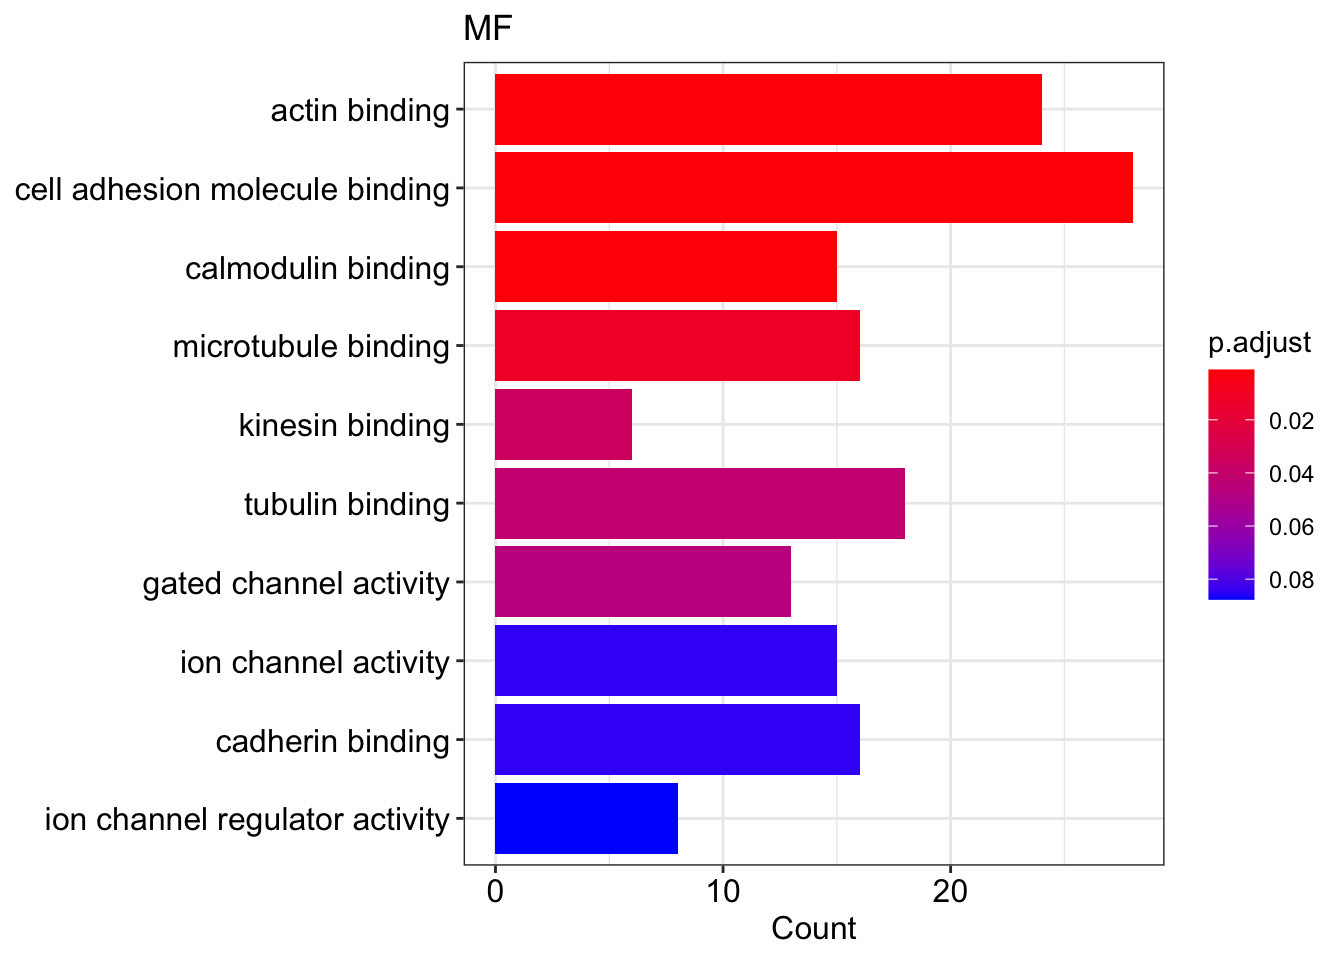 MF
actin binding
cell adhesion molecule binding
calmodulin binding
microtubule binding
kinesin binding
tubulin binding
gated channel activity
ion channel activity
cadherin binding
ion channel regulator activity
0 10 20
Count
p.adjust
0.02
0.04
0.06
0.08